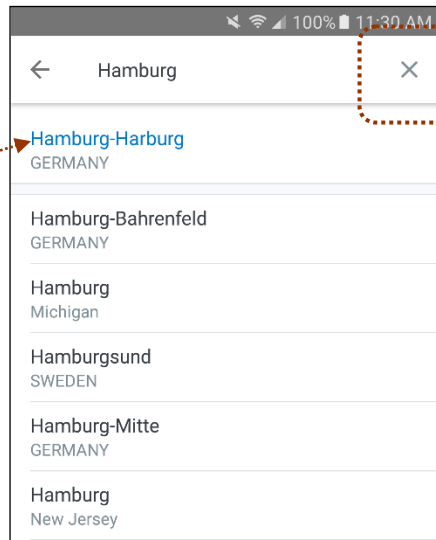 100% 11:30 AM
Hamburg
Hamburg-Harburg
GERMANY
Hamburg-Bahrenfeld
GERMANY
Hamburg
Michigan
Hamburgsund
SWEDEN
Hamburg-Mitte
GERMANY
Hamburg
New Jersey